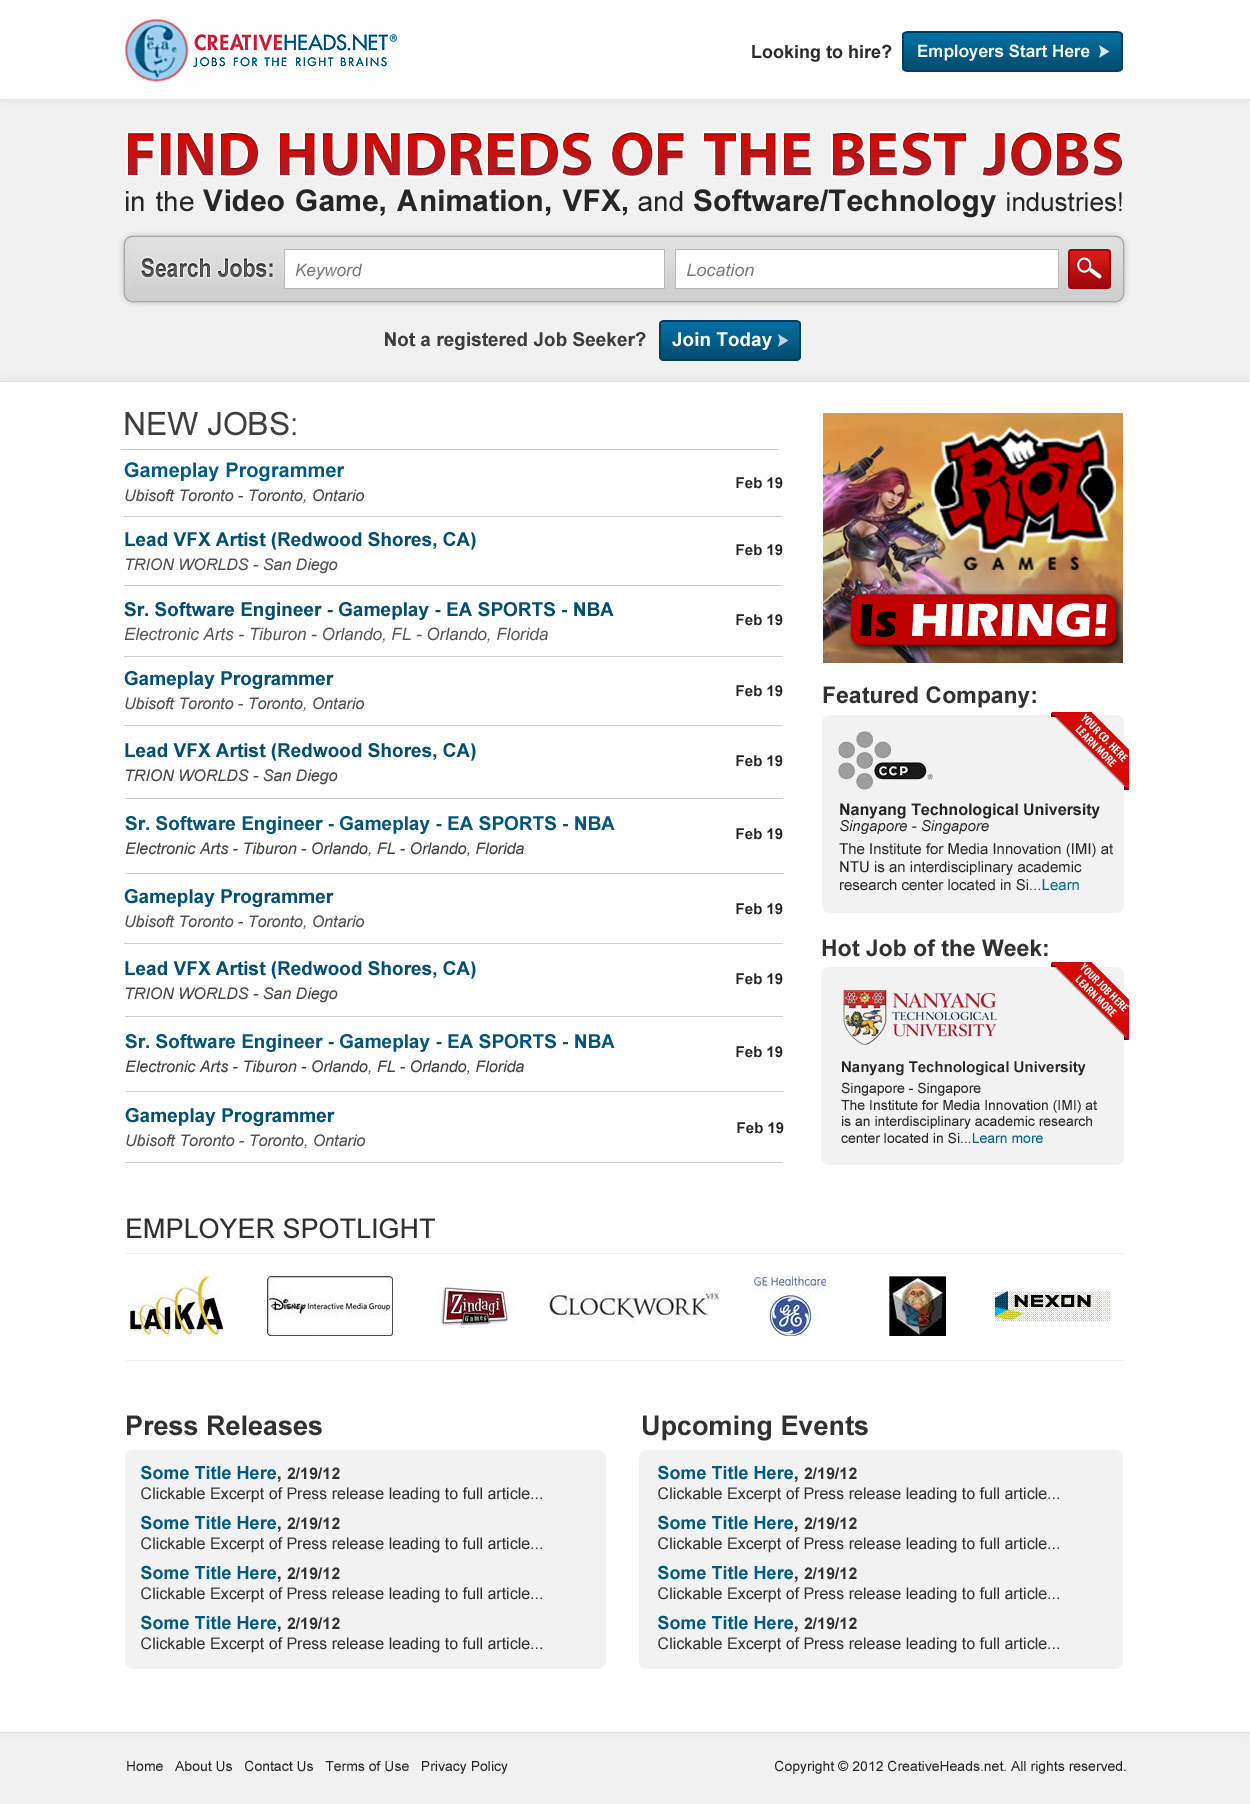 CREATIVEHEADS.NET®
JOBS FOR THE RIGHT BRAINS
Looking to hire?
Employers Start Here
FIND HUNDREDS OF THE BEST JOBS
in the Video Game, Animation, VFX, and Software/Technology industries!
Search Jobs:
Keyword
Location
Not a registered Job Seeker?
Join Today
NEW JOBS:
Gameplay Programmer
Ubisoft Toronto - Toronto, Ontario
Feb 19
Lead VFX Artist (Redwood Shores, CA)
TRION WORLDS - San Diego
Feb 19
Sr. Software Engineer - Gameplay - EA SPORTS - NBA
Electronic Arts - Tiburon - Orlando, FL - Orlando, Florida
Feb 19
Gameplay Programmer
Ubisoft Toronto - Toronto, Ontario
Feb 19
Lead VFX Artist (Redwood Shores, CA)
TRION WORLDS - San Diego
Feb 19
Sr. Software Engineer - Gameplay - EA SPORTS - NBA
Electronic Arts - Tiburon - Orlando, FL - Orlando, Florida
Feb 19
Gameplay Programmer
Ubisoft Toronto - Toronto, Ontario
Feb 19
Lead VFX Artist (Redwood Shores, CA)
TRION WORLDS - San Diego
Feb 19
Sr. Software Engineer - Gameplay - EA SPORTS - NBA
Electronic Arts - Tiburon - Orlando, FL - Orlando, Florida
Feb 19
Gameplay Programmer
Ubisoft Toronto - Toronto, Ontario
Feb 19
RIOT
GAMES
Is HIRING!
Featured Company:
YOUR CO. HERE
LEARN MORE
CCP®
Nanyang Technological University
Singapore - Singapore
The Institute for Media Innovation (IMI) at
NTU is an interdisciplinary academic
research center located in Si...Learn
Hot Job of the Week:
YOUR JOB HERE
LEARN MORE
NANYANG
TECHNOLOGICAL
UNIVERSITY
Nanyang Technological University
Singapore - Singapore
The Institute for Media Innovation (IMI) at
is an interdisciplinary academic research
center located in Si...Learn more
EMPLOYER SPOTLIGHT
LAIKA
Disney Interactive Media Group
Zindagi
Games
CLOCKWORK VFX
GE Healthcare
GE
NEXON
Press Releases
Some Title Here, 2/19/12
Clickable Excerpt of Press release leading to full article...
Some Title Here, 2/19/12
Clickable Excerpt of Press release leading to full article...
Some Title Here, 2/19/12
Clickable Excerpt of Press release leading to full article...
Some Title Here, 2/19/12
Clickable Excerpt of Press release leading to full article...
Upcoming Events
Some Title Here, 2/19/12
Clickable Excerpt of Press release leading to full article...
Some Title Here, 2/19/12
Clickable Excerpt of Press release leading to full article...
Some Title Here, 2/19/12
Clickable Excerpt of Press release leading to full article...
Some Title Here, 2/19/12
Clickable Excerpt of Press release leading to full article...
Home About Us Contact Us Terms of Use Privacy Policy
Copyright © 2012 CreativeHeads.net. All rights reserved.